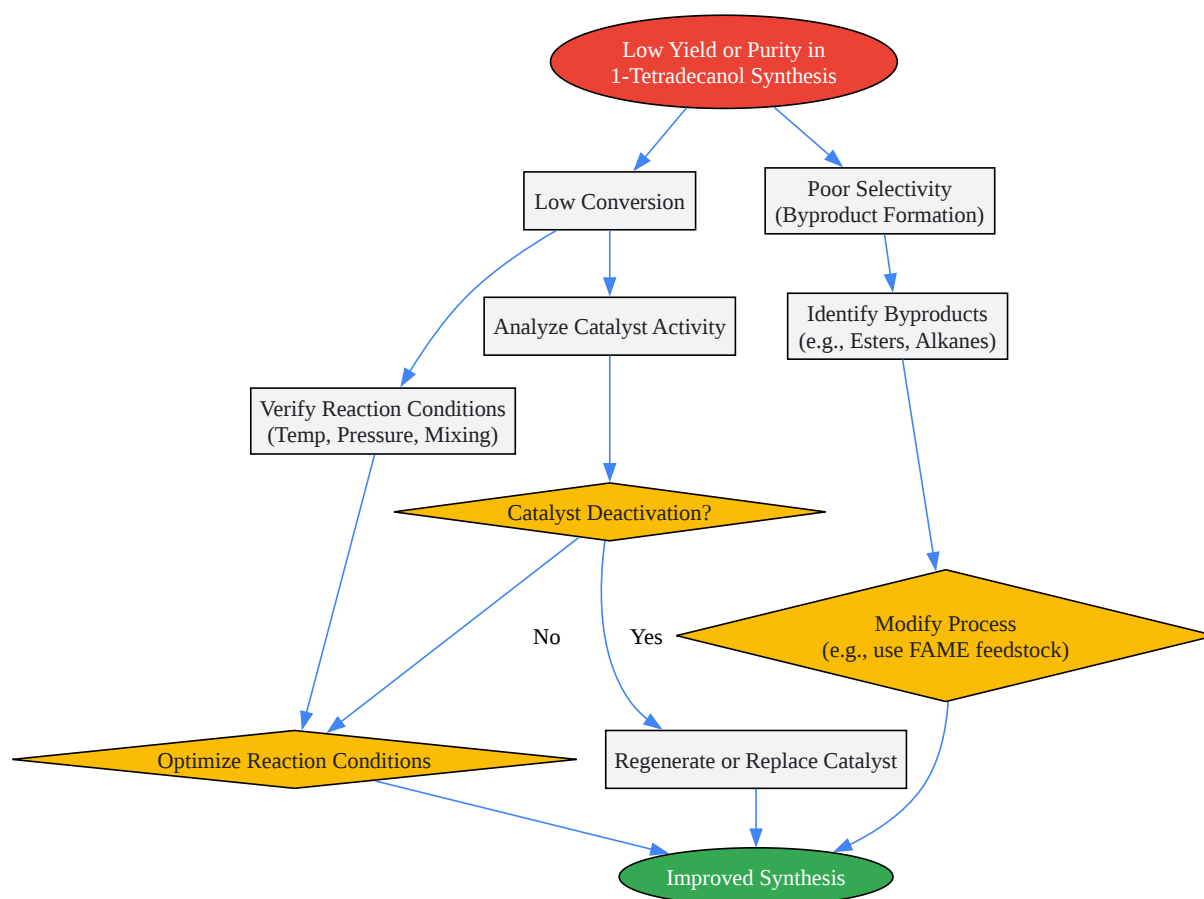 Low Yield or Purity in
1-Tetradecanol Synthesis
Low Conversion
Poor Selectivity
(Byproduct Formation)
Analyze Catalyst Activity
Identify Byproducts
(e.g., Esters, Alkanes)
Verify Reaction Conditions
(Temp, Pressure, Mixing)
Catalyst Deactivation?
No
Yes
Modify Process
(e.g., use FAME feedstock)
Optimize Reaction Conditions
Regenerate or Replace Catalyst
Improved Synthesis